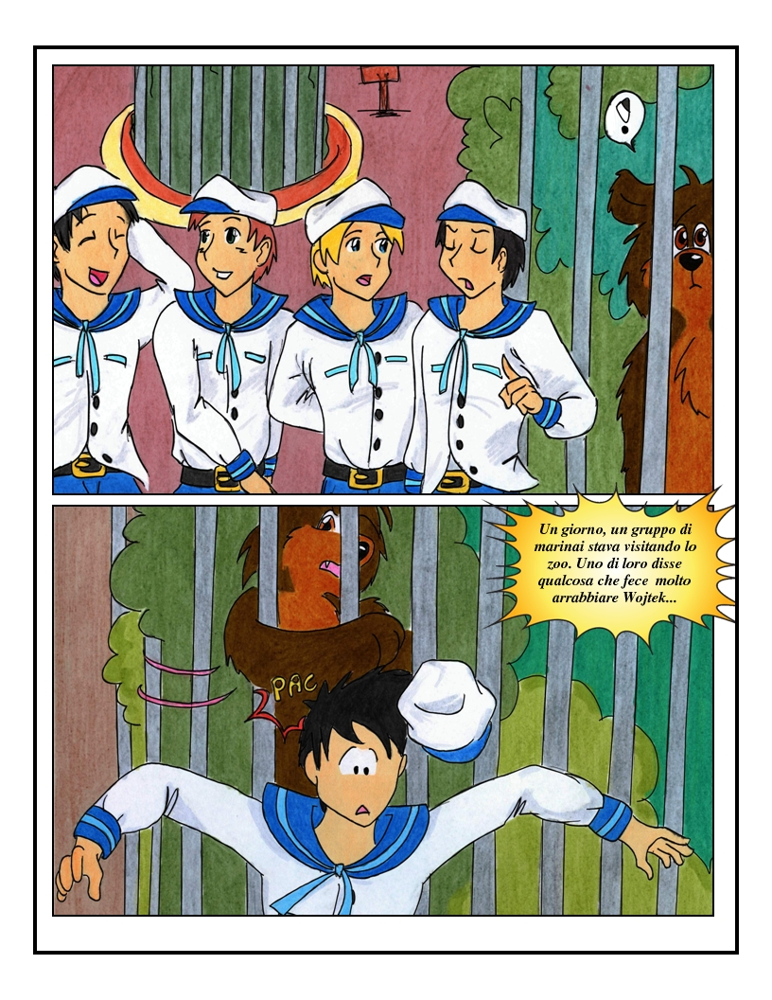 !
Un giorno, un gruppo di
marinai stava visitando lo
zoo. Uno di loro disse
qualcosa che fece molto
arrabbiare Wojtek...
PAC